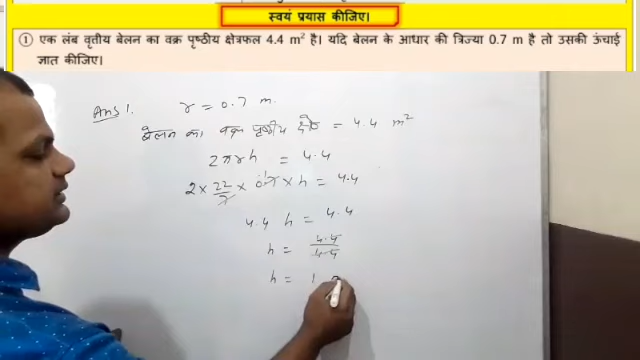 स्वयं प्रयास कीजिए।
① एक लंब वृत्तीय बेलन का वक्र पृष्ठीय क्षेत्रफल 4.4 m² है। यदि बेलन के आधार की त्रिज्या 0.7 m है तो उसकी ऊंचाई
ज्ञात कीजिए।
Ans 1.
r = 0.7 m.
बेलन का वक्र पृष्ठीय क्षे० = 4.4 m²
2πrh = 4.4
2 × 22/7 × 0.7 × h = 4.4
4.4 h = 4.4
h = 4.4/4.4
h = 1